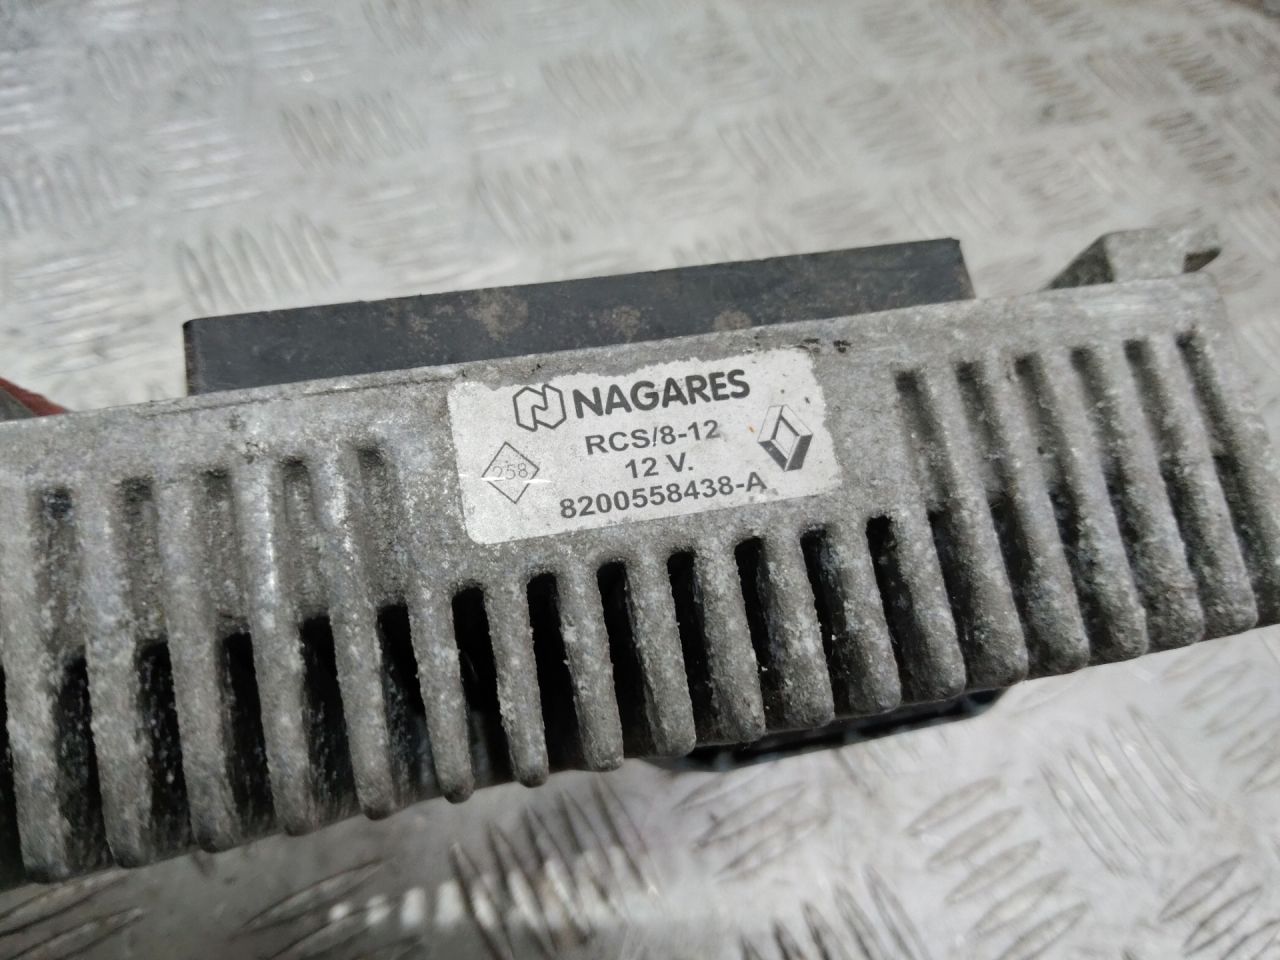 NAGARES
RCS/8-12
258
12 V.
8200558438-A